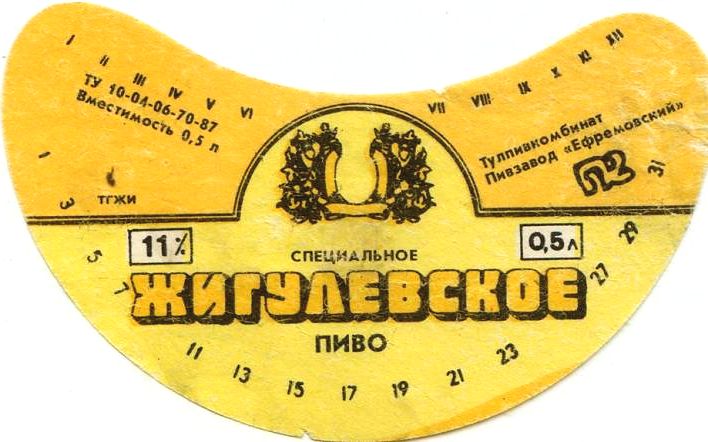 I II III IV V VI VII VIII IX X XI XII
ТУ 10-04-06-70-87
Вместимость 0,5 л
Тулпивкомбинат
Пивзавод «Ефремовский»
ТГЖИ
11%
0,5 л
СПЕЦИАЛЬНОЕ
ЖИГУЛЕВСКОЕ
ПИВО
1 3 5 7 11 13 15 17 19 21 23 27 29 31